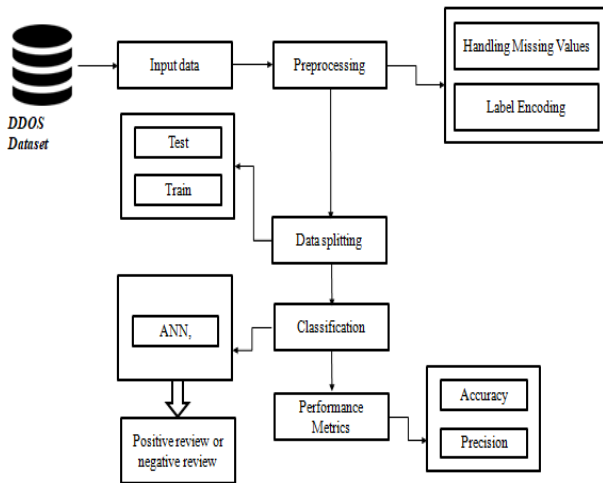 DDOS
Dataset
Input data
Preprocessing
Handling Missing Values
Label Encoding
Test
Train
Data splitting
ANN,
Classification
Positive review or
negative review
Performance
Metrics
Accuracy
Precision